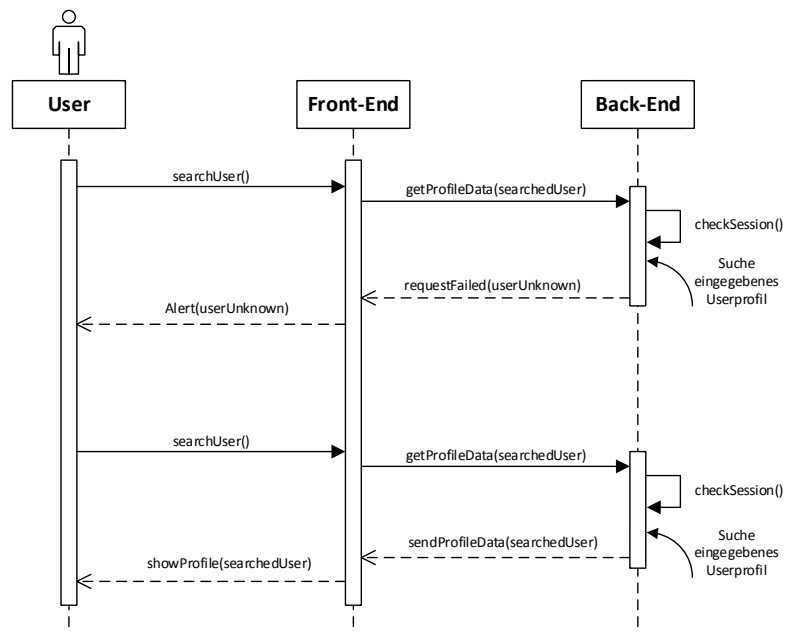 User
Front-End
Back-End
searchUser()
getProfileData(searchedUser)
checkSession()
Suche
eingegebenes
Userprofil
requestFailed(userUnknown)
Alert(userUnknown)
searchUser()
getProfileData(searchedUser)
checkSession()
Suche
eingegebenes
Userprofil
sendProfileData(searchedUser)
showProfile(searchedUser)